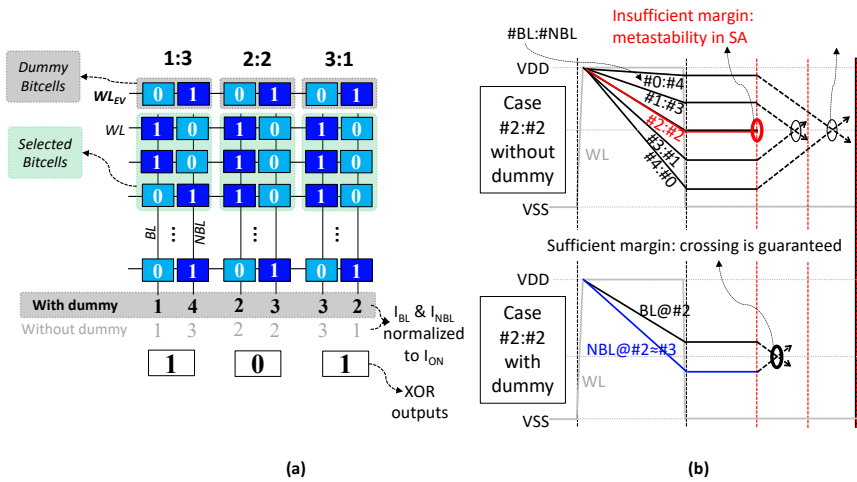 1:3 2:2 3:1
Dummy
Bitcells
WL_EV
0 1 0 1 0 1
Selected
Bitcells
WL
1 0 1 0 1 0
1 0 1 0 1 0
0 1 1 0 1 0
BL ⋮ NBL ⋮ ⋮
0 1 0 1 0 1
With dummy 1 4 2 3 3 2
Without dummy 1 3 2 2 3 1
I_BL & I_NBL
normalized
to I_ON
1 0 1
XOR
outputs
(a)
#BL:#NBL
Insufficient margin:
metastability in SA
VDD
#0:#4
#1:#3
#2:#2
#3:#1
#4:#0
Case
#2:#2
without
dummy
WL
VSS
Sufficient margin: crossing is guaranteed
VDD
BL@#2
NBL@#2≈#3
Case
#2:#2
with
dummy
WL
VSS
(b)